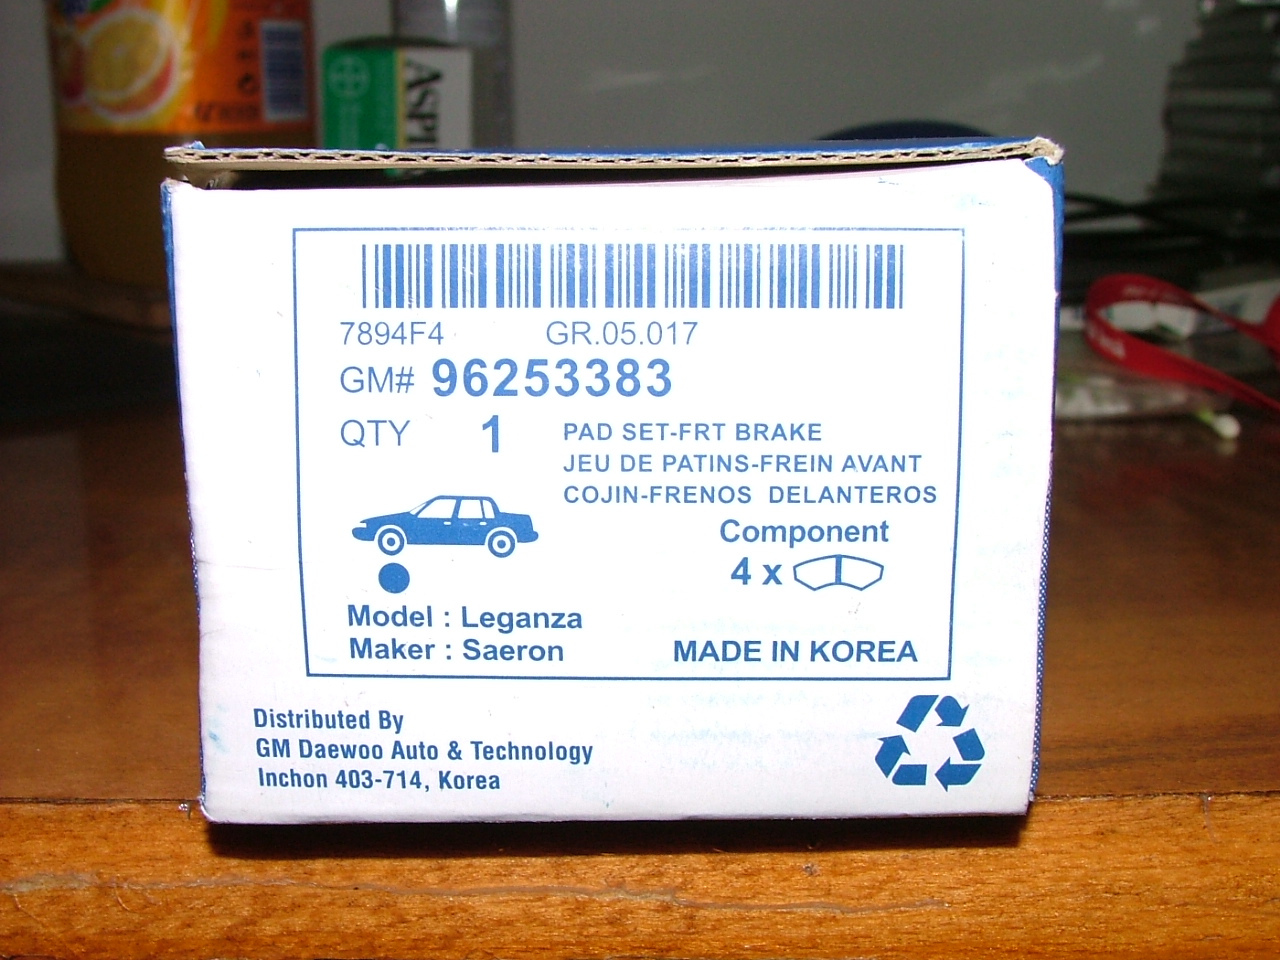 ASPI
7894F4 GR.05.017
GM# 96253383
QTY 1 PAD SET-FRT BRAKE
JEU DE PATINS-FREIN AVANT
COJIN-FRENOS DELANTEROS
Component
4 x
Model : Leganza
Maker : Saeron MADE IN KOREA
Distributed By
GM Daewoo Auto & Technology
Inchon 403-714, Korea